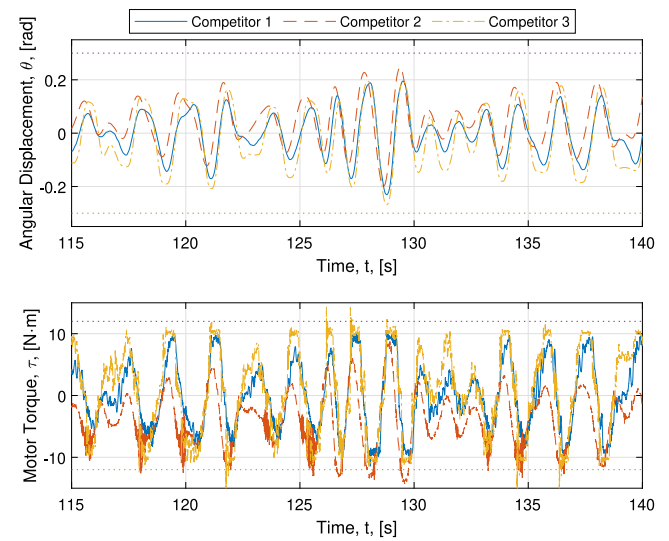 Competitor 1 Competitor 2 Competitor 3
Angular Displacement, θ, [rad]
0.2
0
-0.2
115 120 125 130 135 140
Time, t, [s]
Motor Torque, τ, [N·m]
10
0
-10
115 120 125 130 135 140
Time, t, [s]